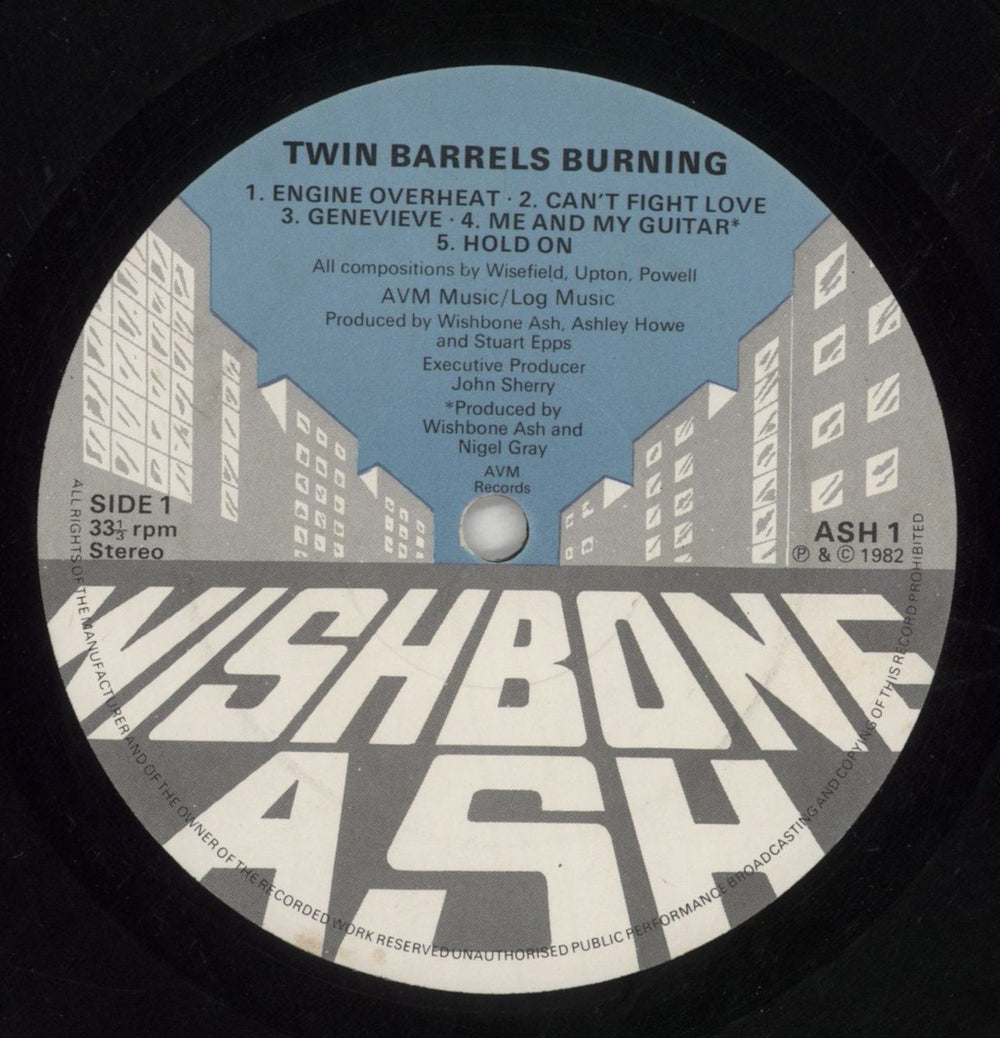 TWIN BARRELS BURNING
1. ENGINE OVERHEAT · 2. CAN'T FIGHT LOVE
3. GENEVIEVE · 4. ME AND MY GUITAR*
5. HOLD ON
All compositions by Wisefield, Upton, Powell
AVM Music/Log Music
Produced by Wishbone Ash, Ashley Howe
and Stuart Epps
Executive Producer
John Sherry
*Produced by
Wishbone Ash and
Nigel Gray
AVM
Records
SIDE 1
33⅓ rpm
Stereo
ASH 1
℗ & © 1982
WISHBONE
ASH
ALL RIGHTS OF THE MANUFACTURER AND OF THE OWNER OF THE RECORDED WORK RESERVED UNAUTHORISED PUBLIC PERFORMANCE BROADCASTING AND COPYING OF THIS RECORD PROHIBITED